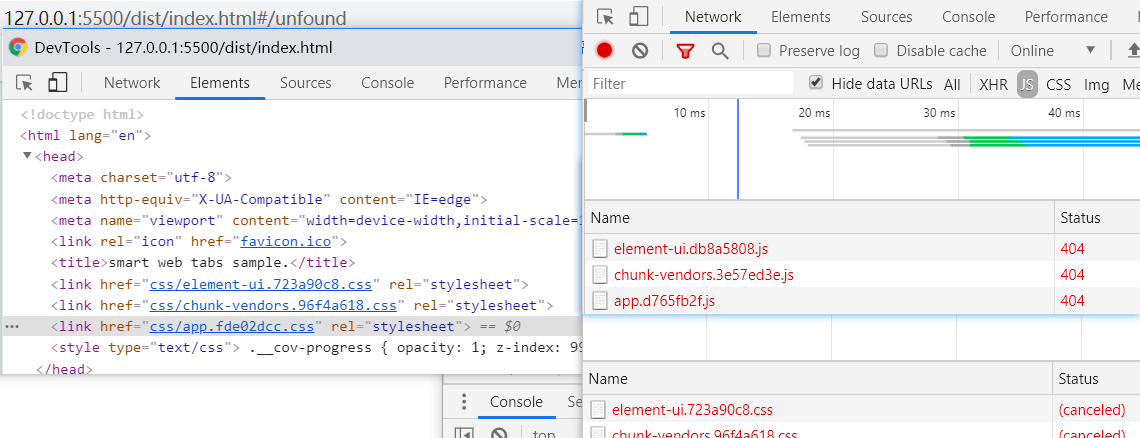 127.0.0.1:5500/dist/index.html#/unfound
DevTools - 127.0.0.1:5500/dist/index.html
Network Elements Sources Console Performance Mer
<!doctype html>
<html lang="en">
<head>
<meta charset="utf-8">
<meta http-equiv="X-UA-Compatible" content="IE=edge">
<meta name="viewport" content="width=device-width,initial-scale=1
<link rel="icon" href="favicon.ico">
<title>smart web tabs sample.</title>
<link href="css/element-ui.723a90c8.css" rel="stylesheet">
<link href="css/chunk-vendors.96f4a618.css" rel="stylesheet">
<link href="css/app.fde02dcc.css" rel="stylesheet"> == $0
<style type="text/css"> .__cov-progress { opacity: 1; z-index: 99
</head>
Console Se
top
Network Elements Sources Console Performance
Preserve log Disable cache Online
Filter Hide data URLs All XHR JS CSS Img Me
10 ms 20 ms 30 ms 40 ms
Name Status
element-ui.db8a5808.js 404
chunk-vendors.3e57ed3e.js 404
app.d765fb2f.js 404
Name Status
element-ui.723a90c8.css (canceled)
chunk-vendors.96f4a618.css (canceled)